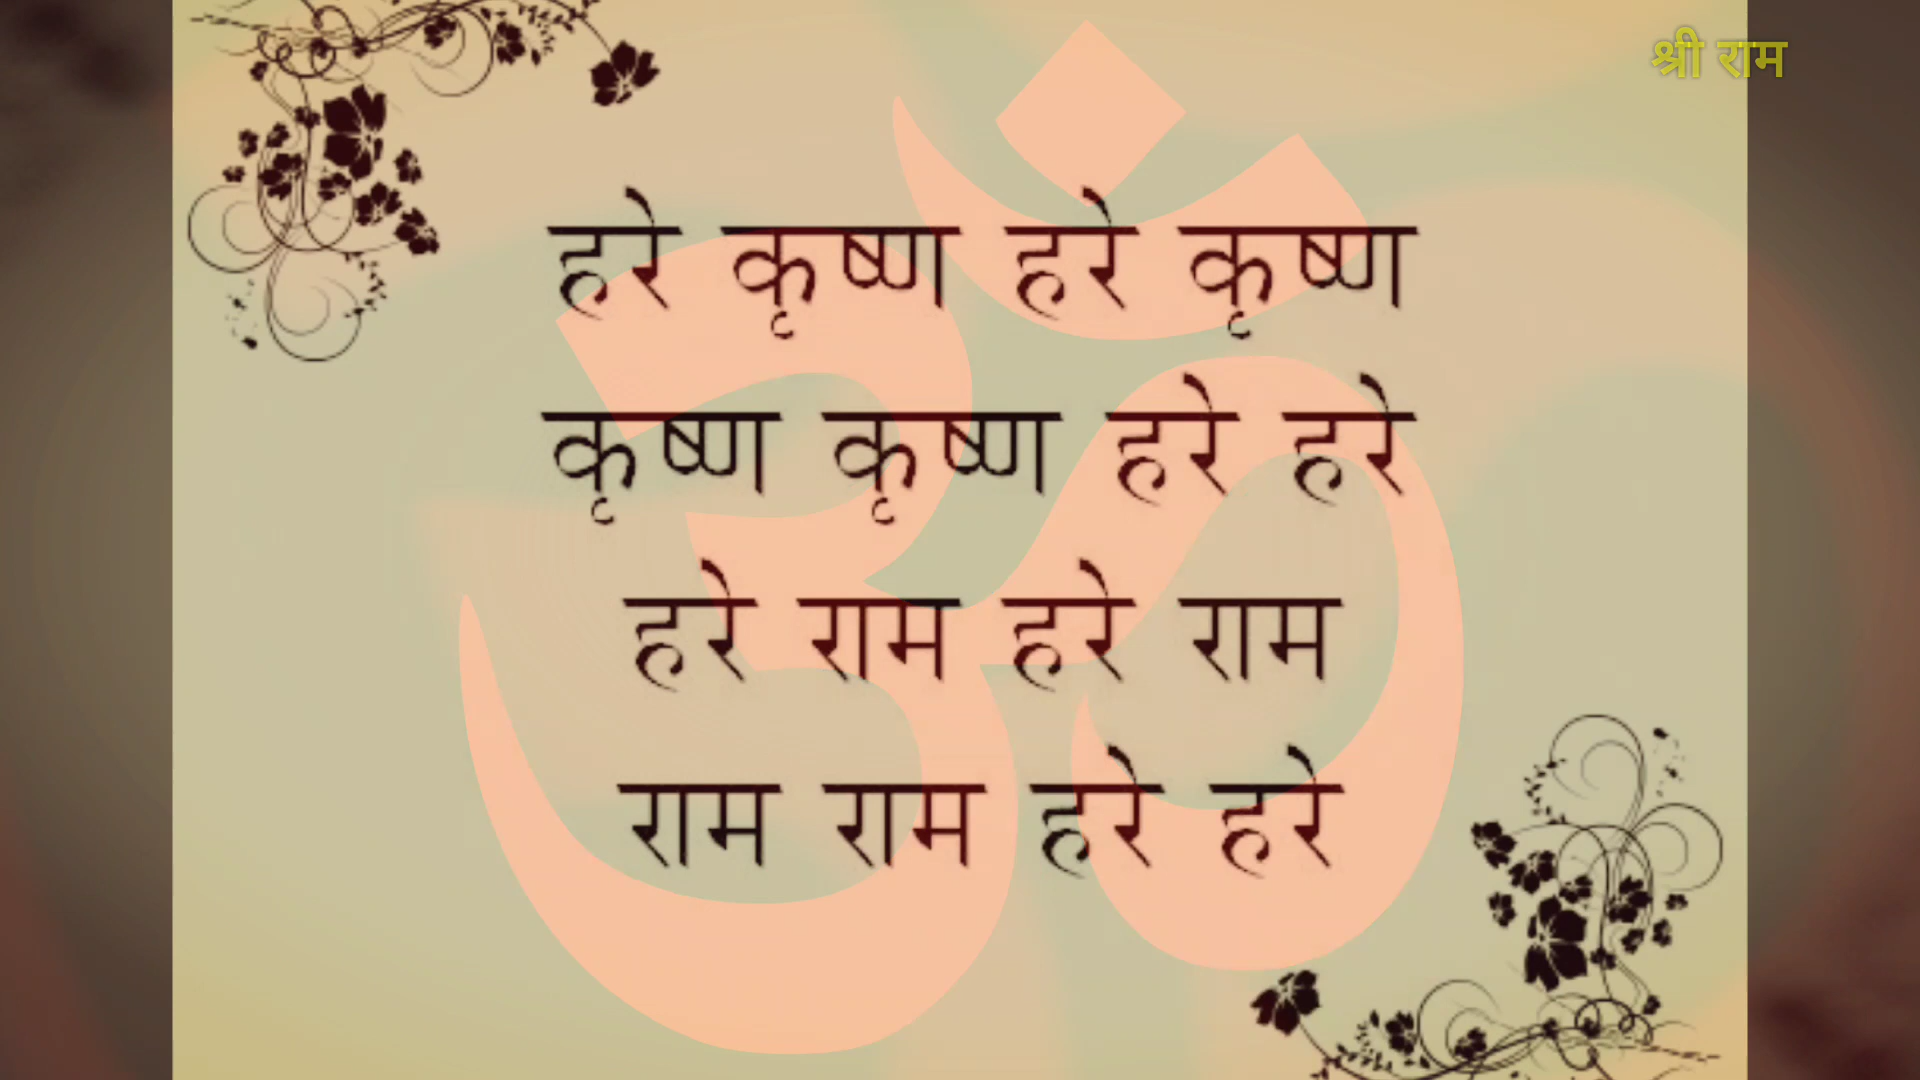 श्री राम
हरे कृष्ण हरे कृष्ण
कृष्ण कृष्ण हरे हरे
हरे राम हरे राम
राम राम हरे हरे